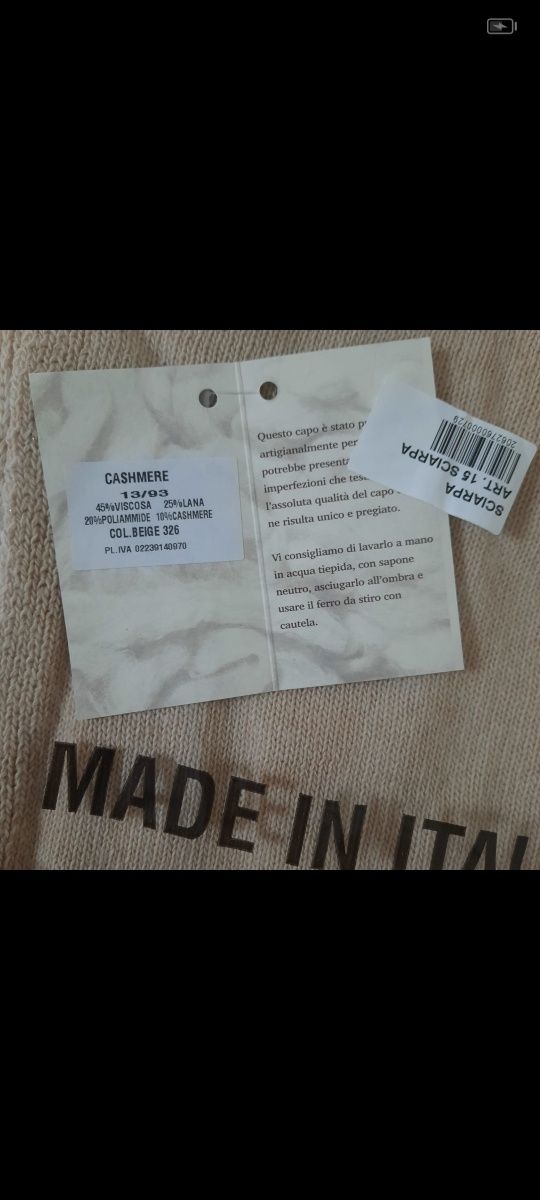 CASHMERE
13/93
45%VISCOSA 25%LANA
20%POLIAMMIDE 10%CASHMERE
COL.BEIGE 326
PL.IVA 02239140970
Questo capo è stato
artigianalmente per
potrebbe
imperfezioni che
l'assoluta qualità del capo
ne risulta unico e pregiato.
Vi consigliamo di lavarlo a mano
in acqua tiepida, con sapone
neutro, asciugarlo all'ombra e
usare il ferro da stiro con
cautela.
SCIARPA
ART. 15 SCIARPA
2062760000729
MADE IN